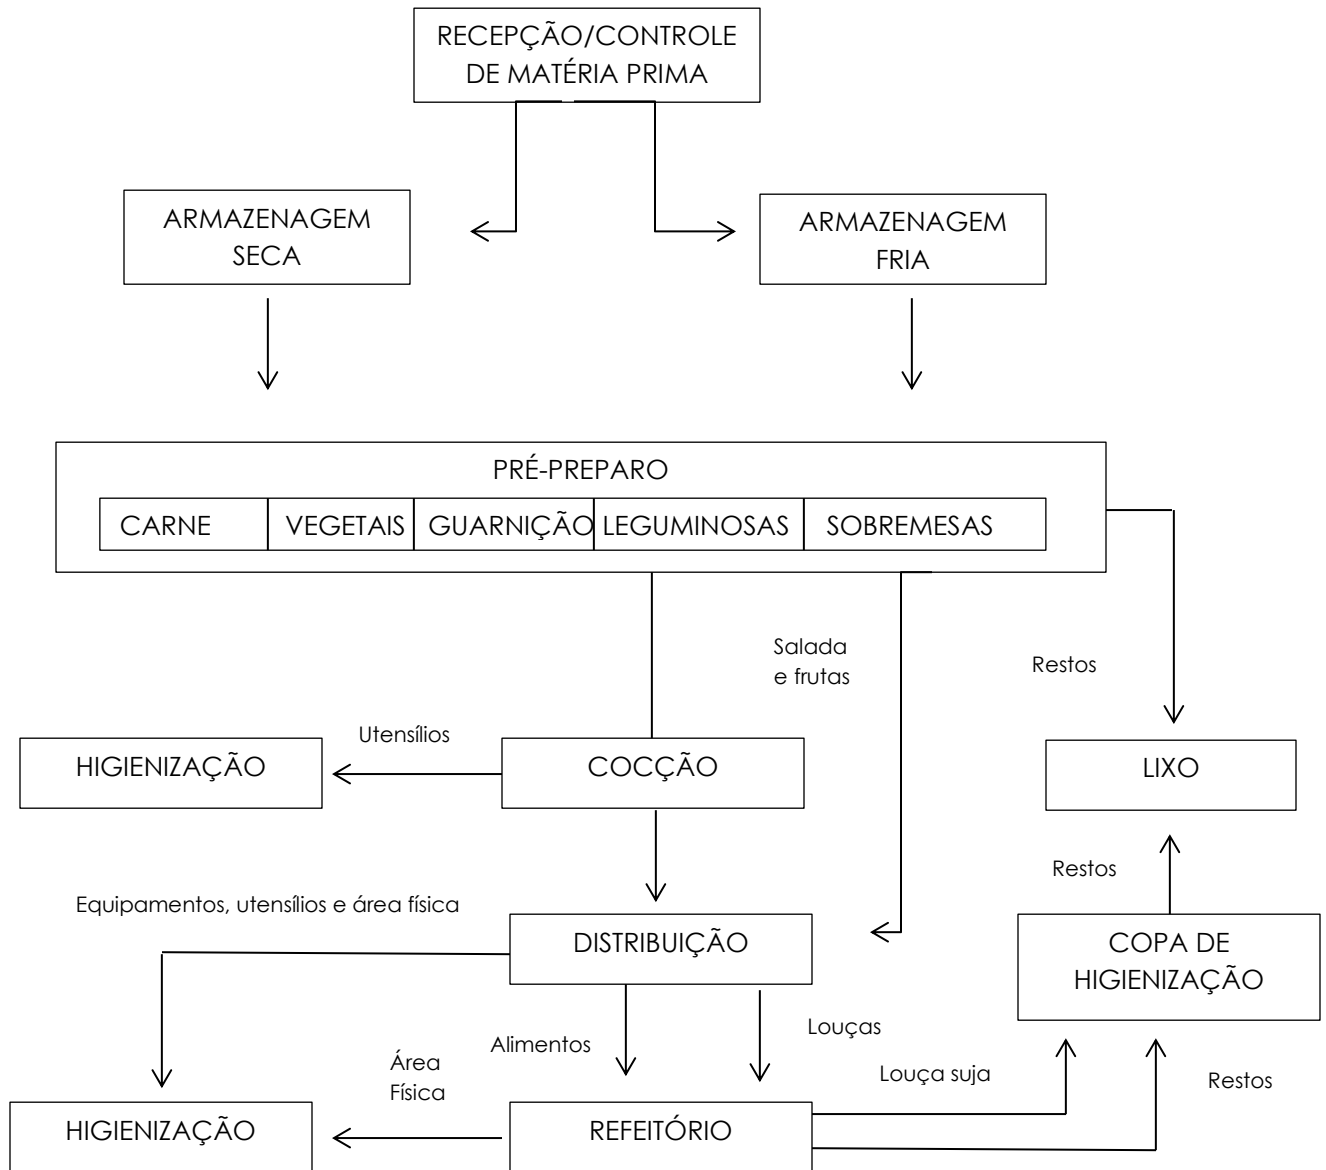 RECEPÇÃO/CONTROLE
DE MATÉRIA PRIMA
ARMAZENAGEM
SECA
ARMAZENAGEM
FRIA
PRÉ-PREPARO
CARNE
VEGETAIS
GUARNIÇÃO
LEGUMINOSAS
SOBREMESAS
Salada
e frutas
Restos
Utensílios
HIGIENIZAÇÃO
COCÇÃO
LIXO
Restos
Equipamentos, utensílios e área física
DISTRIBUIÇÃO
COPA DE
HIGIENIZAÇÃO
Alimentos
Louças
Área
Física
Louça suja
Restos
HIGIENIZAÇÃO
REFEITÓRIO